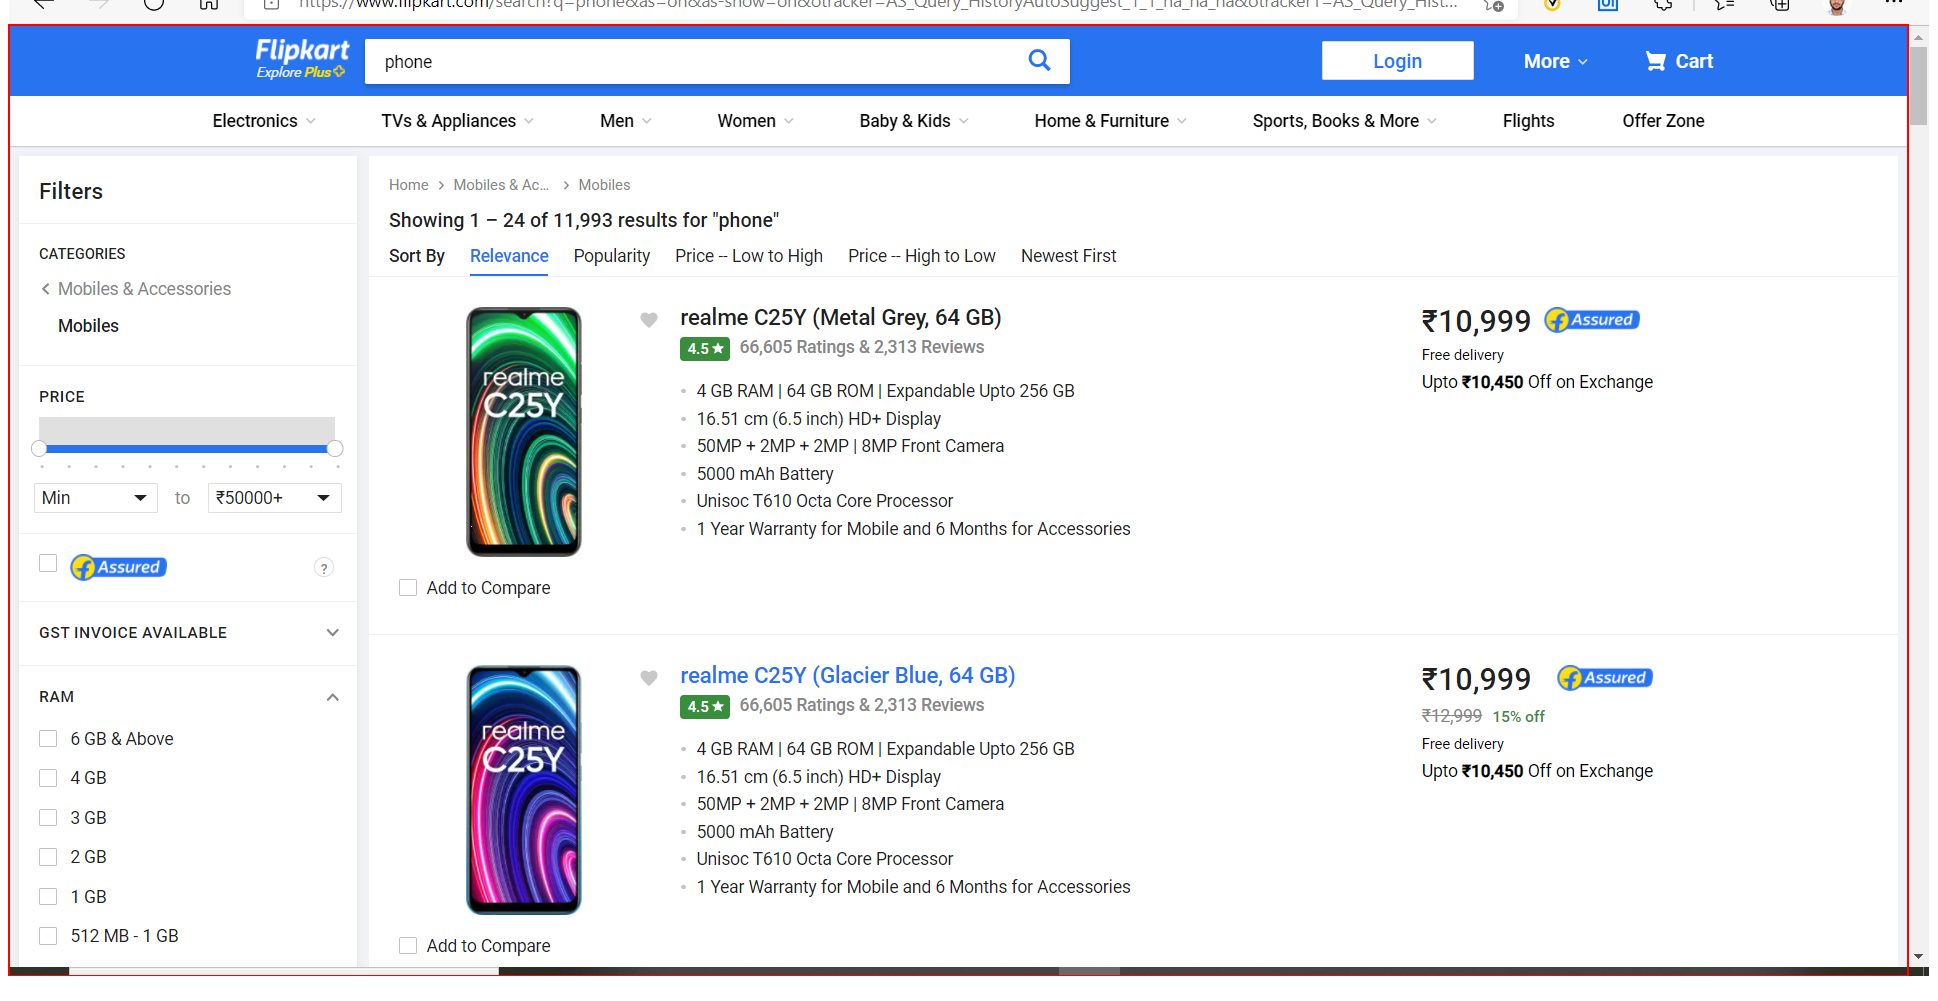 https://www.flipkart.com/search?q=phone&as=on&as-show=on&otracker=AS_Query_HistoryAutoSuggest_1_1_na_na_na&otracker1=AS_Query_Hist...
Flipkart
Explore Plus
phone
Login
More
Cart
Electronics
TVs & Appliances
Men
Women
Baby & Kids
Home & Furniture
Sports, Books & More
Flights
Offer Zone
Filters
CATEGORIES
Mobiles & Accessories
Mobiles
PRICE
Min
to
₹50000+
Assured
?
GST INVOICE AVAILABLE
RAM
6 GB & Above
4 GB
3 GB
2 GB
1 GB
512 MB - 1 GB
Home > Mobiles & Ac... > Mobiles
Showing 1 – 24 of 11,993 results for "phone"
Sort By Relevance Popularity Price -- Low to High Price -- High to Low Newest First
realme
C25Y
Add to Compare
realme C25Y (Metal Grey, 64 GB)
4.5★ 66,605 Ratings & 2,313 Reviews
4 GB RAM | 64 GB ROM | Expandable Upto 256 GB
16.51 cm (6.5 inch) HD+ Display
50MP + 2MP + 2MP | 8MP Front Camera
5000 mAh Battery
Unisoc T610 Octa Core Processor
1 Year Warranty for Mobile and 6 Months for Accessories
₹10,999 Assured
Free delivery
Upto ₹10,450 Off on Exchange
realme
C25Y
Add to Compare
realme C25Y (Glacier Blue, 64 GB)
4.5★ 66,605 Ratings & 2,313 Reviews
4 GB RAM | 64 GB ROM | Expandable Upto 256 GB
16.51 cm (6.5 inch) HD+ Display
50MP + 2MP + 2MP | 8MP Front Camera
5000 mAh Battery
Unisoc T610 Octa Core Processor
1 Year Warranty for Mobile and 6 Months for Accessories
₹10,999 Assured
₹12,999 15% off
Free delivery
Upto ₹10,450 Off on Exchange